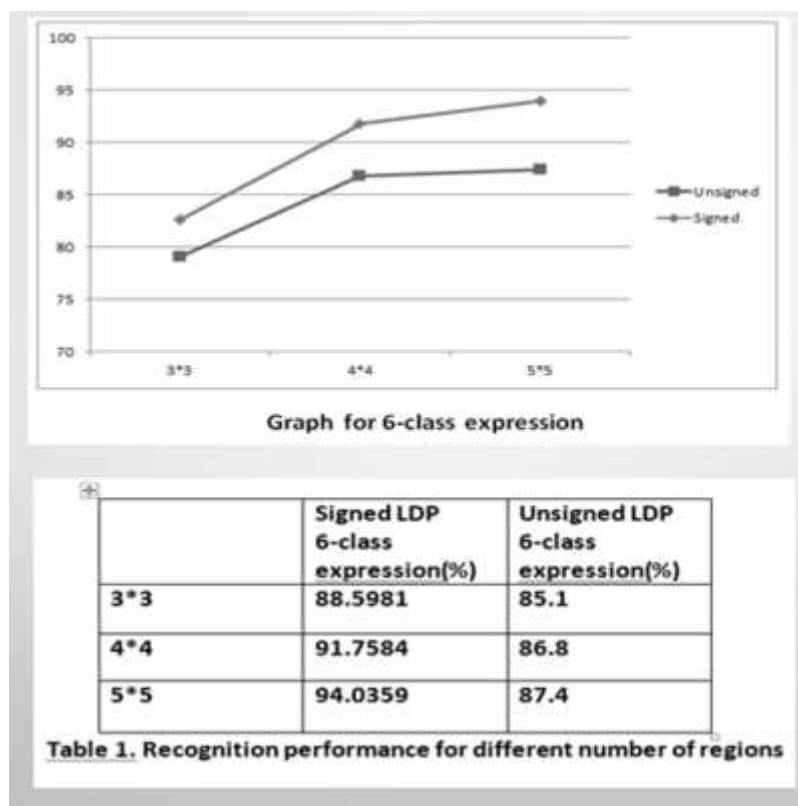 100
95
90
85
80
75
70
3*3 4*4 5*5
Unsigned
Signed
Graph for 6-class expression
Signed LDP 6-class expression(%) Unsigned LDP 6-class expression(%)
3*3 88.5981 85.1
4*4 91.7584 86.8
5*5 94.0359 87.4
Table 1. Recognition performance for different number of regions